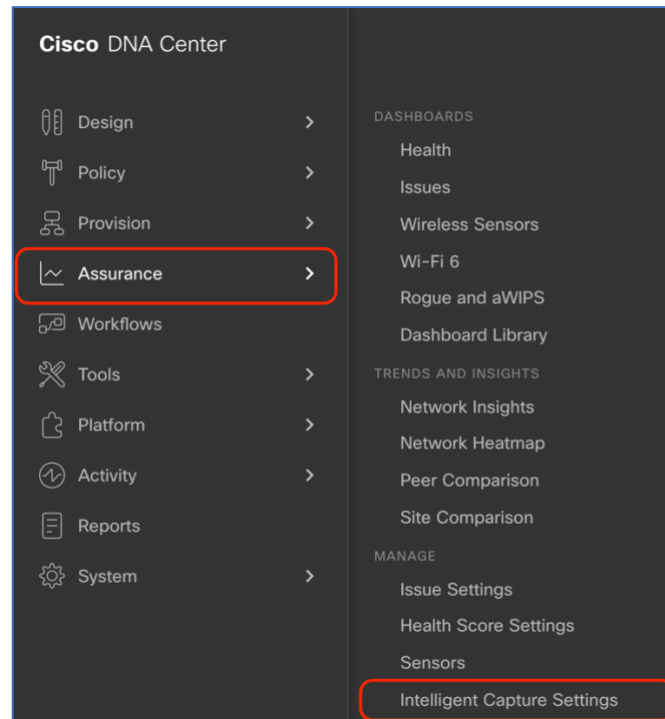 Cisco DNA Center
Design
Policy
Provision
Assurance
Workflows
Tools
Platform
Activity
Reports
System
DASHBOARDS
Health
Issues
Wireless Sensors
Wi-Fi 6
Rogue and aWIPS
Dashboard Library
TRENDS AND INSIGHTS
Network Insights
Network Heatmap
Peer Comparison
Site Comparison
MANAGE
Issue Settings
Health Score Settings
Sensors
Intelligent Capture Settings